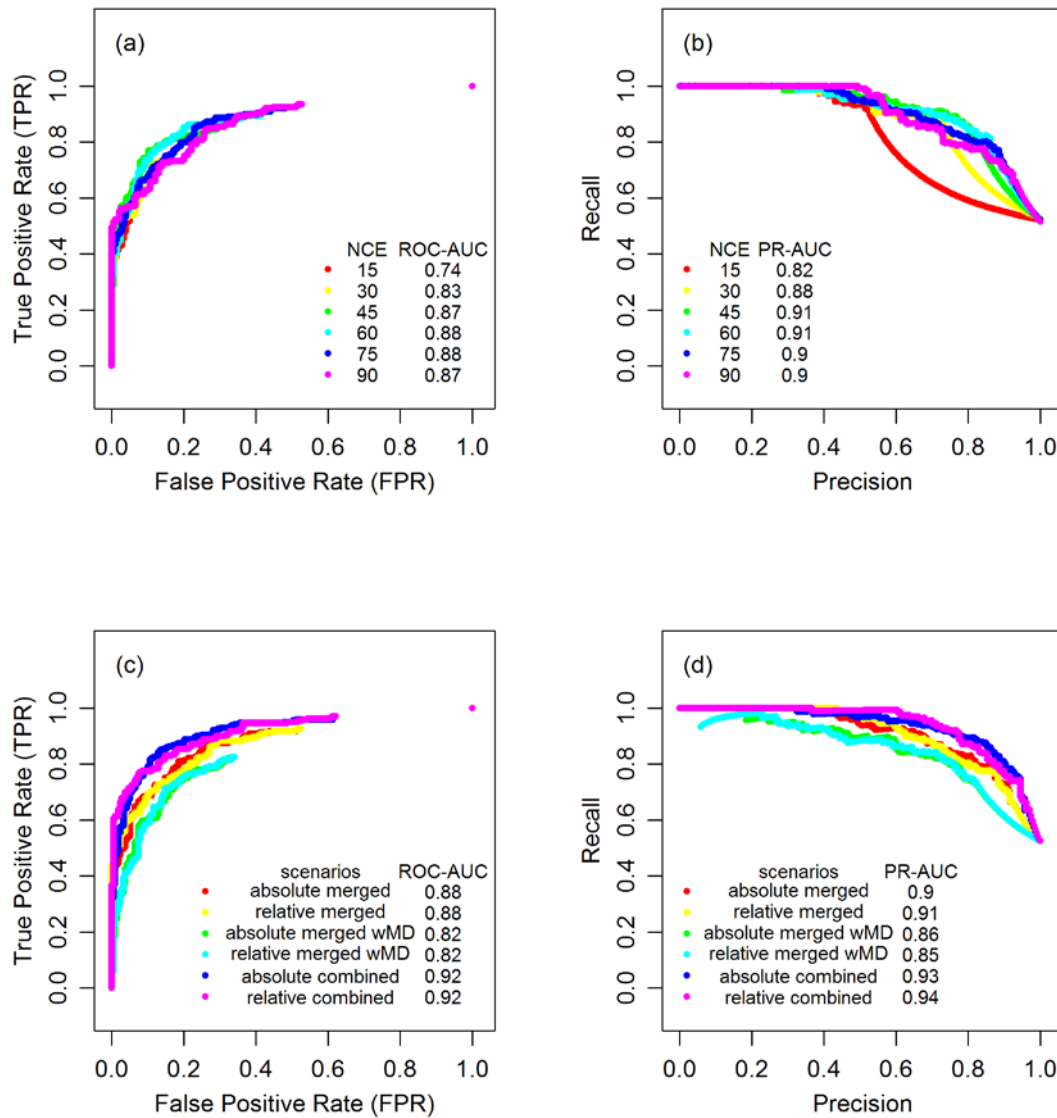 (a)
True Positive Rate (TPR)
0.0 0.2 0.4 0.6 0.8 1.0
NCE ROC-AUC
15 0.74
30 0.83
45 0.87
60 0.88
75 0.88
90 0.87
0.0 0.2 0.4 0.6 0.8 1.0
False Positive Rate (FPR)
(b)
Recall
0.0 0.2 0.4 0.6 0.8 1.0
NCE PR-AUC
15 0.82
30 0.88
45 0.91
60 0.91
75 0.9
90 0.9
0.0 0.2 0.4 0.6 0.8 1.0
Precision
(c)
True Positive Rate (TPR)
0.0 0.2 0.4 0.6 0.8 1.0
scenarios ROC-AUC
absolute merged 0.88
relative merged 0.88
absolute merged wMD 0.82
relative merged wMD 0.82
absolute combined 0.92
relative combined 0.92
0.0 0.2 0.4 0.6 0.8 1.0
False Positive Rate (FPR)
(d)
Recall
0.0 0.2 0.4 0.6 0.8 1.0
scenarios PR-AUC
absolute merged 0.9
relative merged 0.91
absolute merged wMD 0.86
relative merged wMD 0.85
absolute combined 0.93
relative combined 0.94
0.0 0.2 0.4 0.6 0.8 1.0
Precision